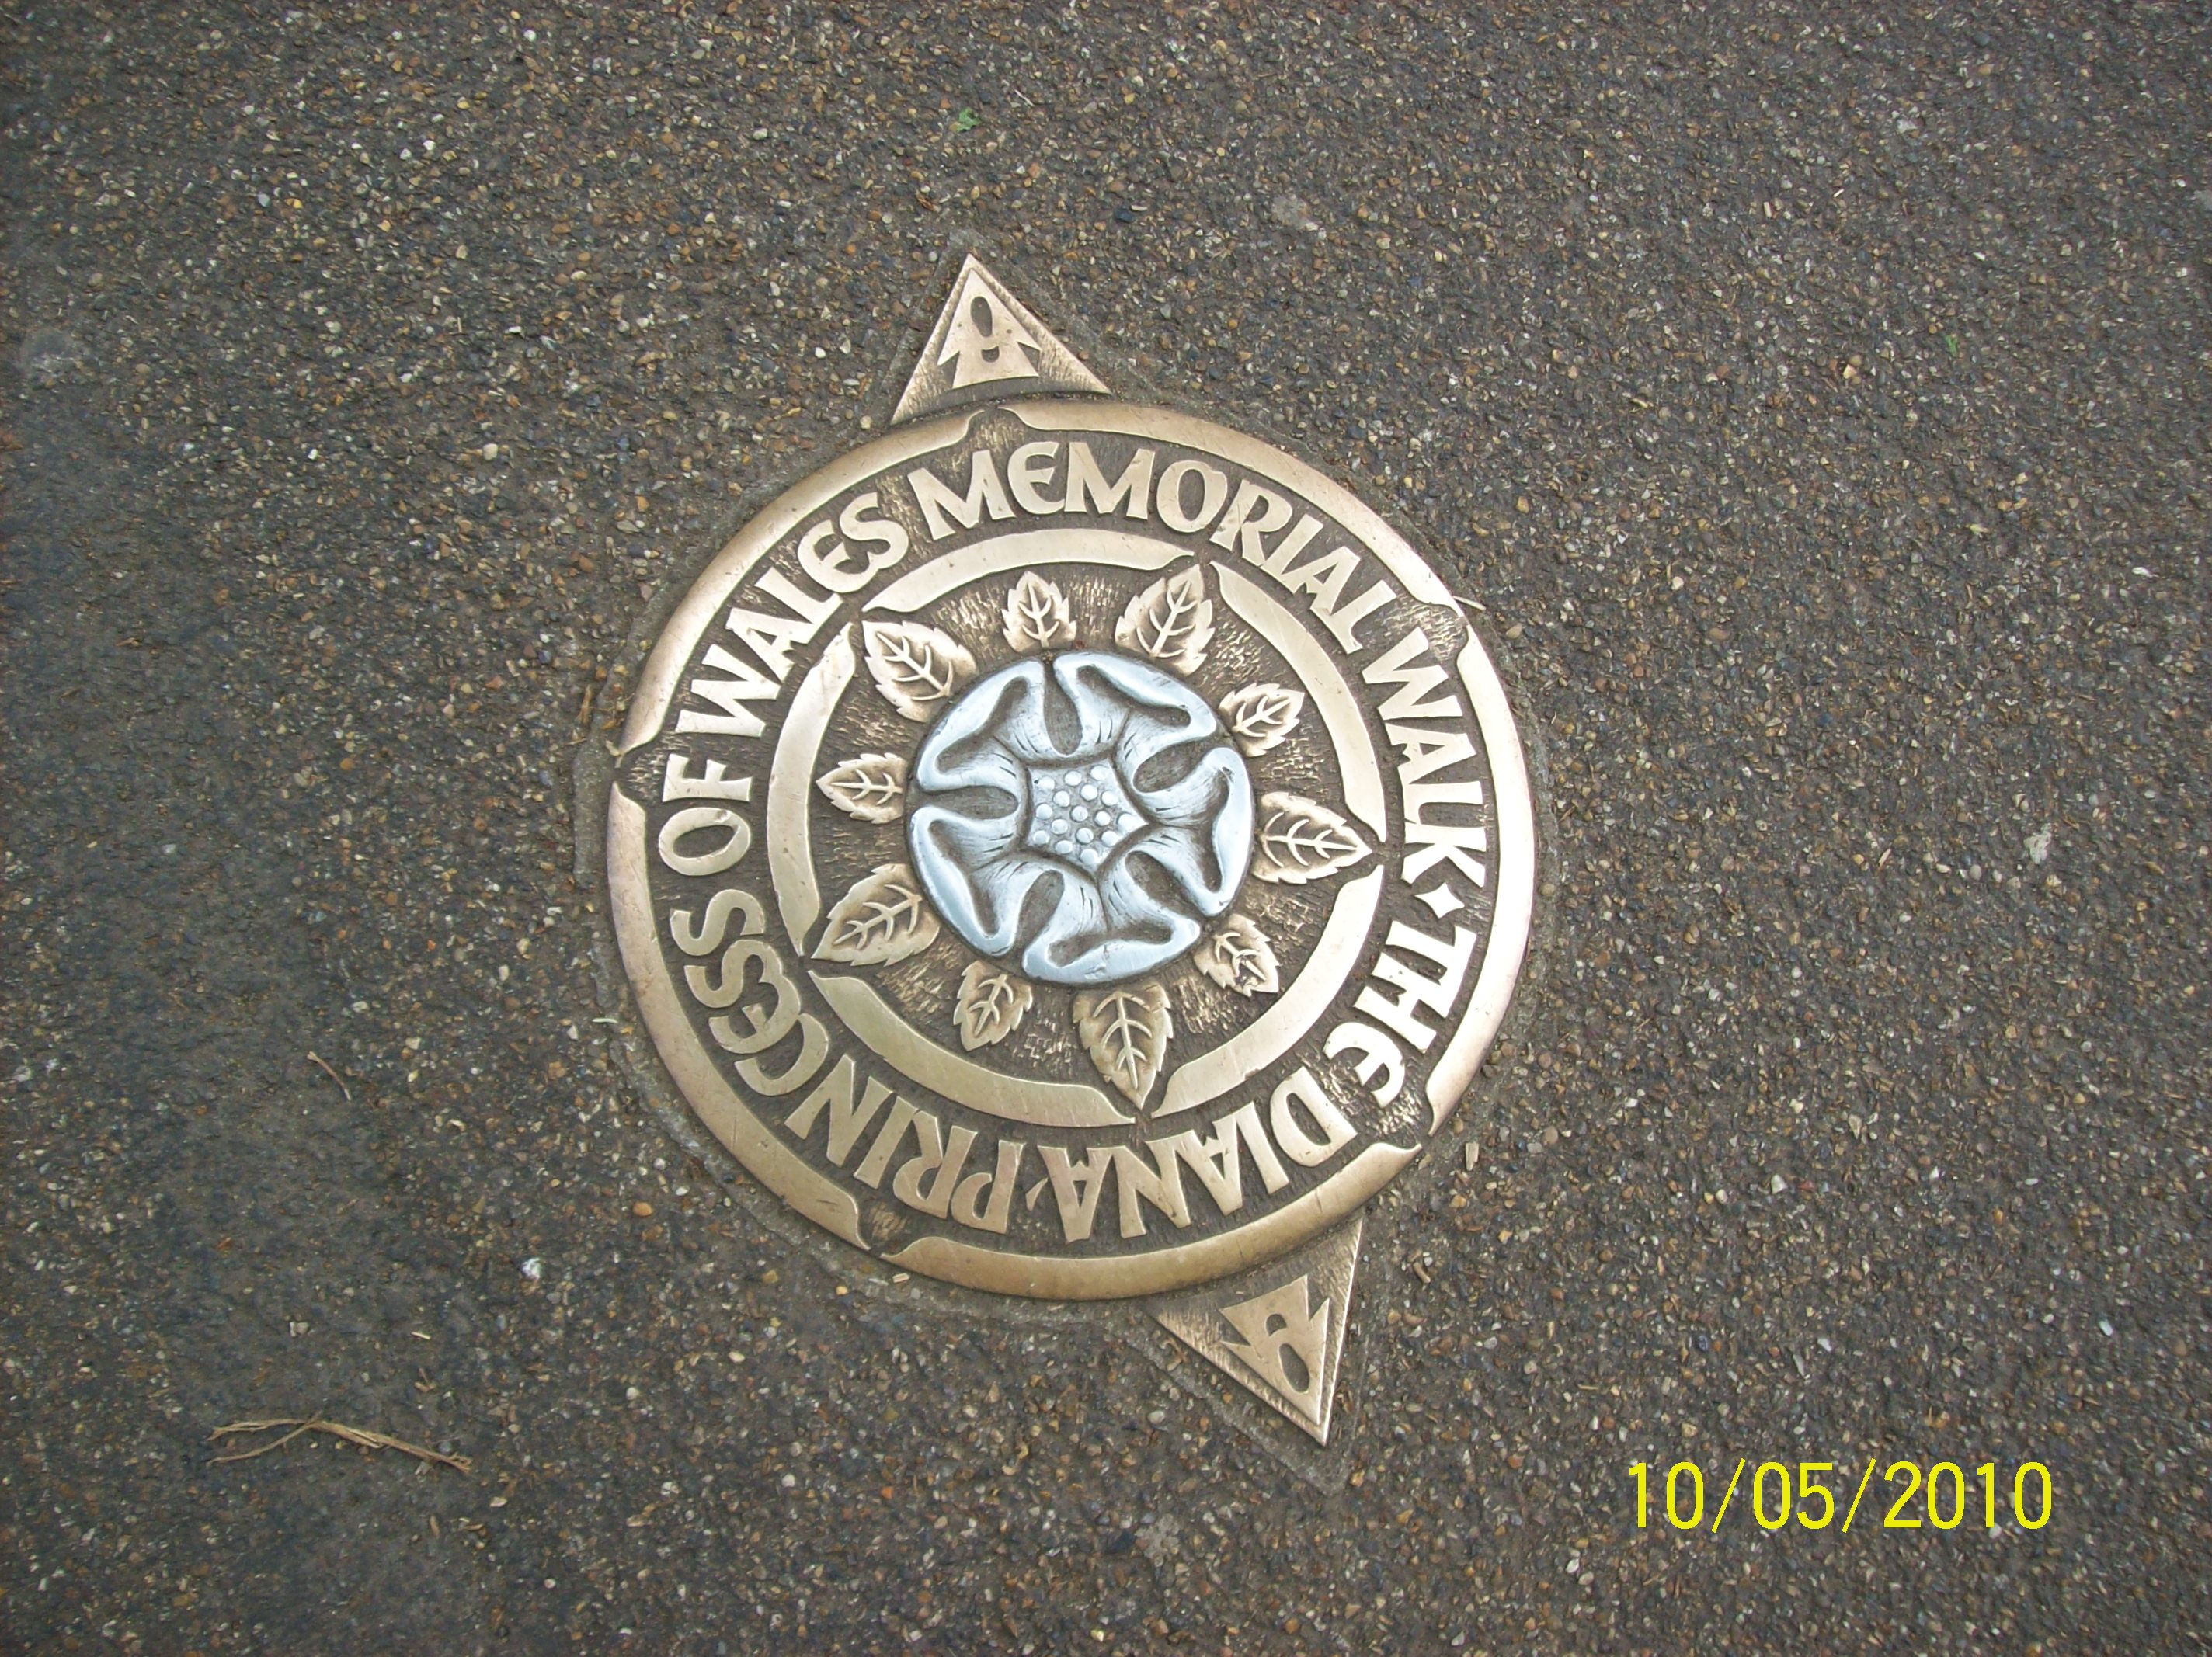 THE DIANA · PRINCESS OF WALES MEMORIAL WALK ·
10/05/2010